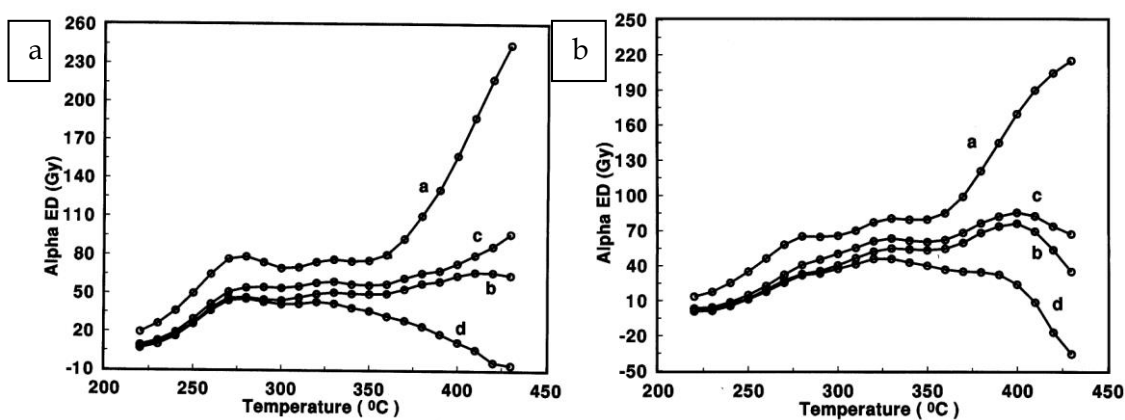 a
260
230
200
170
140
110
80
50
20
-10
Alpha ED (Gy)
a
c
b
d
200 250 300 350 400 450
Temperature ( ⁰C)
b
250
220
190
160
130
100
70
40
10
-20
-50
Alpha ED (Gy)
a
c
b
d
200 250 300 350 400 450
Temperature ( ⁰C)